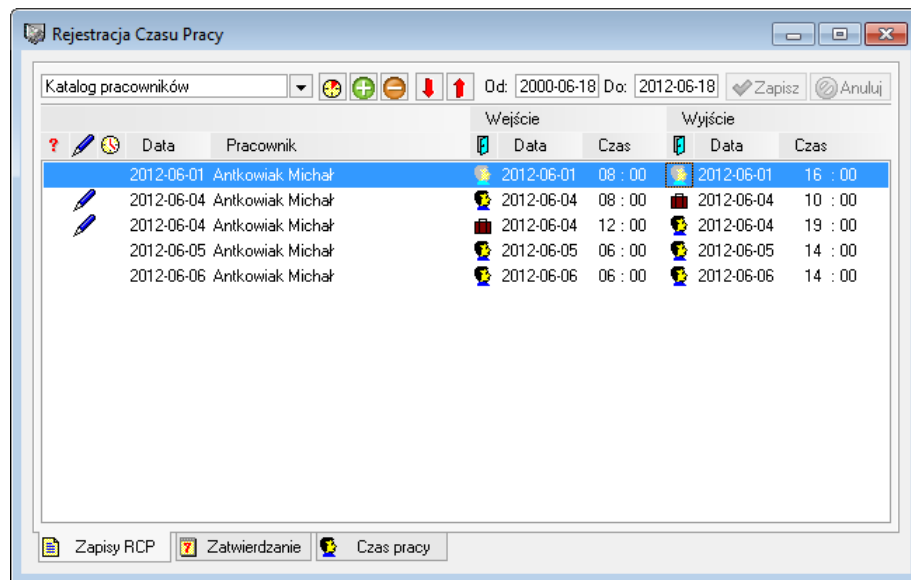 Rejestracja Czasu Pracy
Katalog pracowników Od: 2000-06-18 Do: 2012-06-18 Zapisz Anuluj
Wejście Wyjście
? Data Pracownik Data Czas Data Czas
2012-06-01 Antkowiak Michał 2012-06-01 08 : 00 2012-06-01 16 : 00
2012-06-04 Antkowiak Michał 2012-06-04 08 : 00 2012-06-04 10 : 00
2012-06-04 Antkowiak Michał 2012-06-04 12 : 00 2012-06-04 19 : 00
2012-06-05 Antkowiak Michał 2012-06-05 06 : 00 2012-06-05 14 : 00
2012-06-06 Antkowiak Michał 2012-06-06 06 : 00 2012-06-06 14 : 00
Zapisy RCP ? Zatwierdzanie Czas pracy